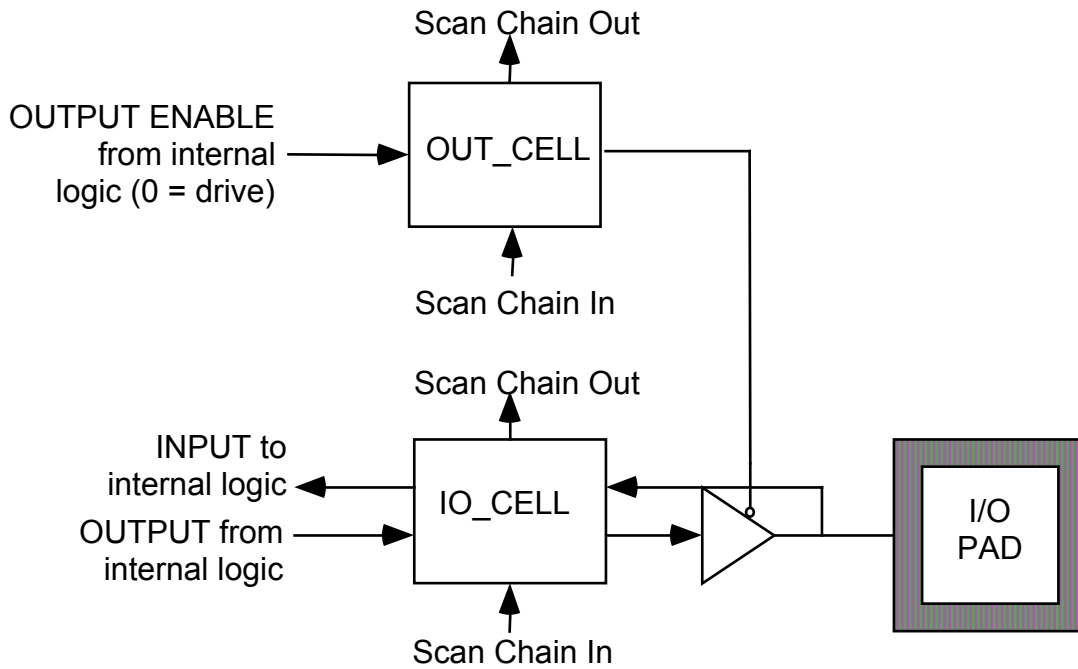 Scan Chain Out
OUTPUT ENABLE
from internal
logic (0 = drive)
OUT_CELL
Scan Chain In
Scan Chain Out
INPUT to
internal logic
OUTPUT from
internal logic
IO_CELL
I/O
PAD
Scan Chain In